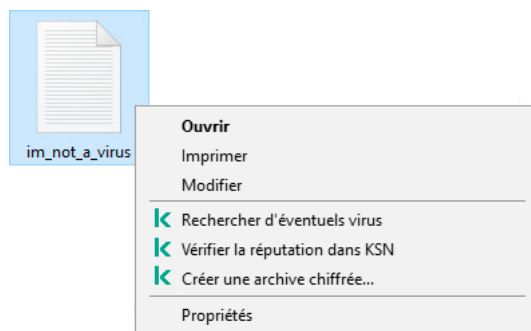 im_not_a_virus
Ouvrir
Imprimer
Modifier
Rechercher d'éventuels virus
Vérifier la réputation dans KSN
Créer une archive chiffrée...
Propriétés